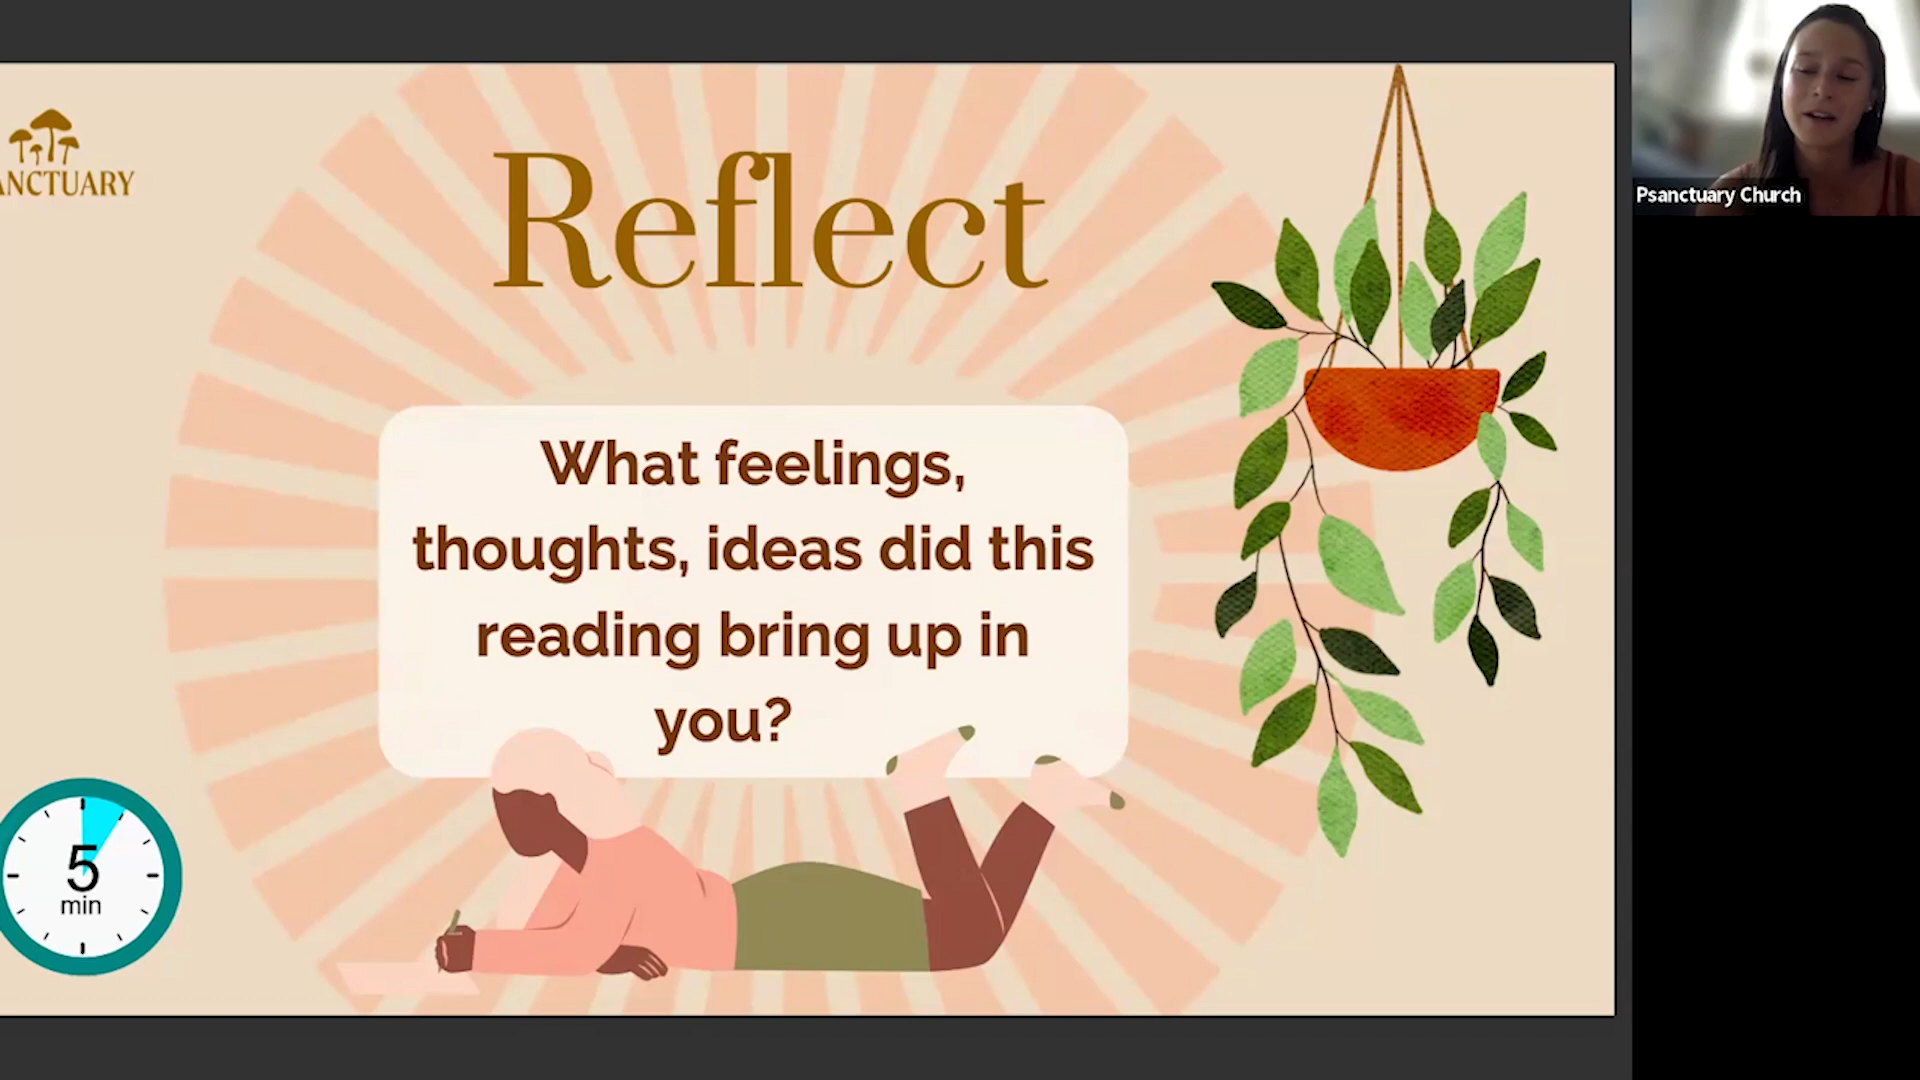 ANCTUARY
Reflect
What feelings,
thoughts, ideas did this
reading bring up in
you?
5
min
Psanctuary Church